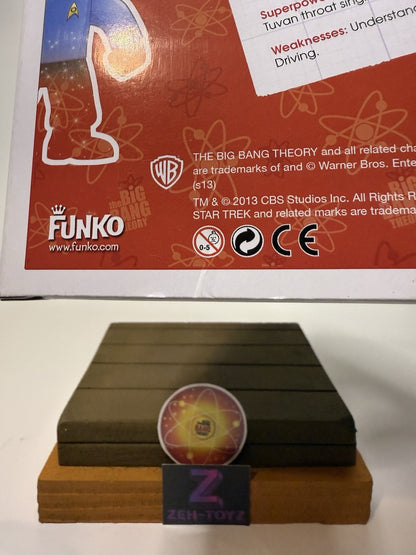 Superpow
Tuvan throat sing
Weaknesses: Understand
Driving.
THE BIG BANG THEORY and all related cha
are trademarks of and © Warner Bros. Ente
(s13)
WB
TM & © 2013 CBS Studios Inc. All Rights R
STAR TREK and related marks are tradema
FUNKO
www.funko.com
0-3
CE
the BIG
BANG
THEORY
Z
ZEH-TOYZ